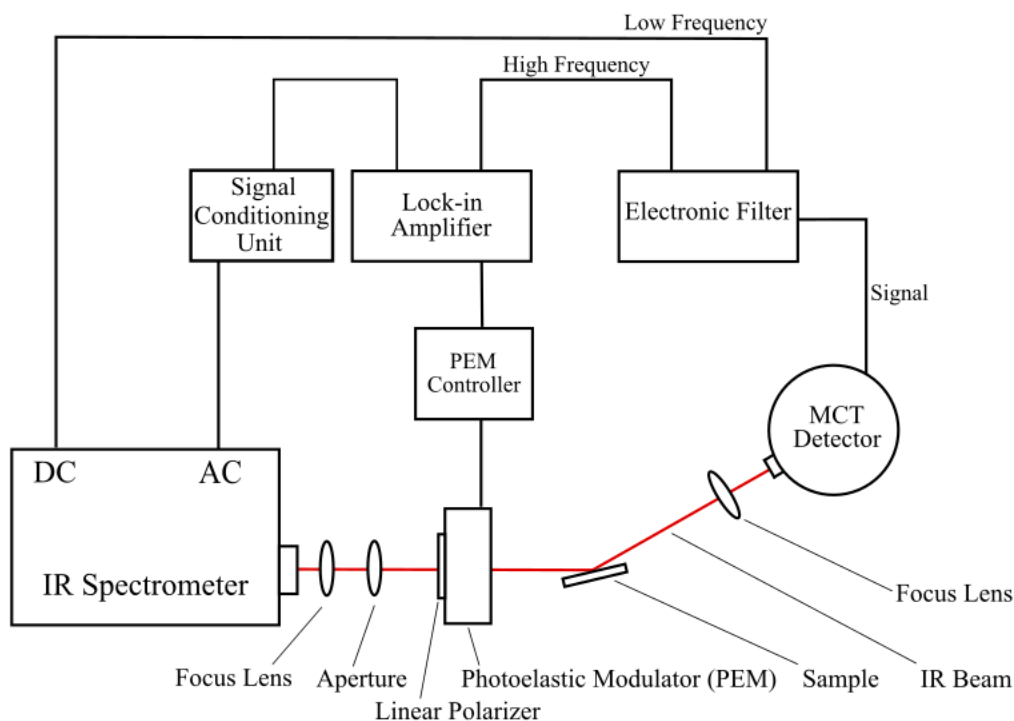 Low Frequency
High Frequency
Signal
Conditioning
Unit
Lock-in
Amplifier
Electronic Filter
Signal
PEM
Controller
MCT
Detector
DC
AC
IR Spectrometer
Focus Lens
Focus Lens
Aperture
Photoelastic Modulator (PEM)
Sample
IR Beam
Linear Polarizer